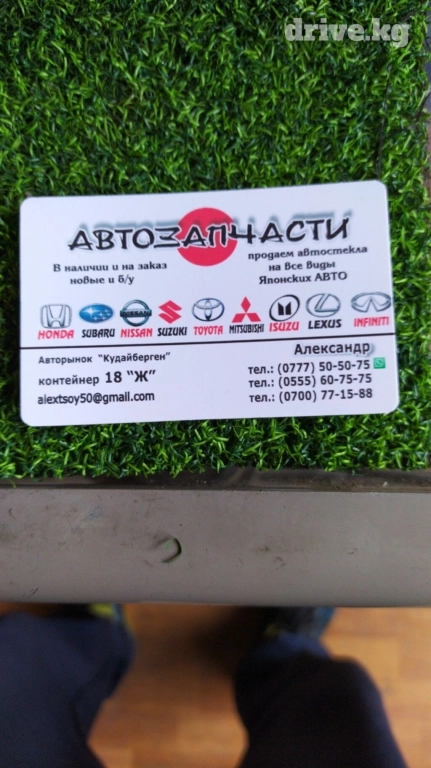 drive.kg
АВТОЗАПЧАСТИ
В наличии и на заказ
новые и б/у
продаем автостекла
на все виды
Японских АВТО
HONDA SUBARU NISSAN SUZUKI TOYOTA MITSUBISHI ISUZU LEXUS INFINITI
Авторынок "Кудайберген"
контейнер 18 "Ж"
alextsoy50@gmail.com
Александр
тел.: (0777) 50-50-75
тел.: (0555) 60-75-75
тел.: (0700) 77-15-88